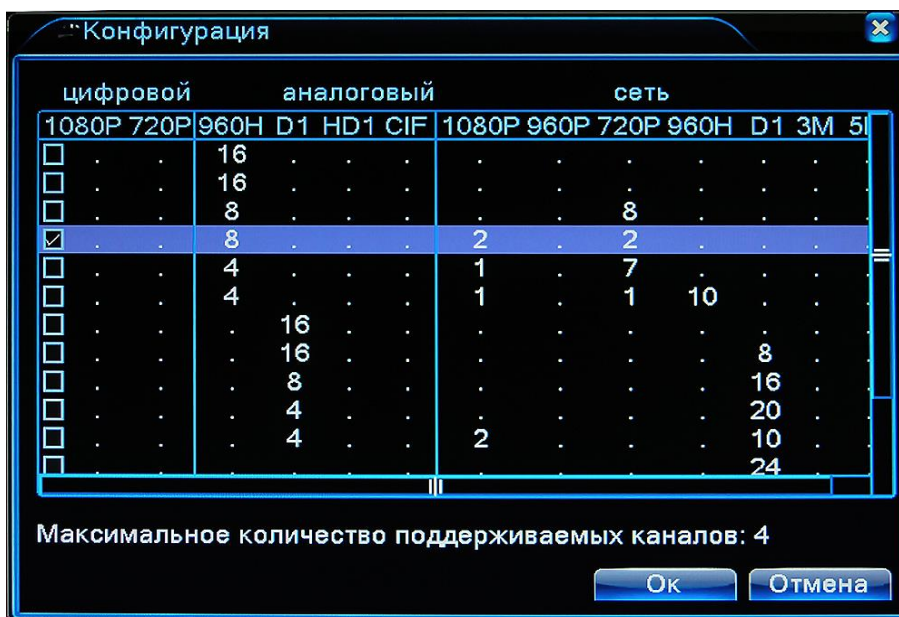 Конфигурация
цифровой аналоговый сеть
1080P 720P 960H D1 HD1 CIF 1080P 960P 720P 960H D1 3M
. . 16 . . . . . . . . . .
. . 16 . . . . . . . . . .
. . 8 . . . . . 8 . . . .
. . 8 . . . 2 . 2 . . . .
. . 4 . . . 1 . 7 . . . .
. . 4 . . . 1 . 1 10 . . .
. . . 16 . . . . . . . . .
. . . 16 . . . . . . 8 . .
. . . 8 . . . . . . 16 . .
. . . 4 . . . . . . 20 . .
. . . 4 . . 2 . . . 10 . .
. . . . . . . . . . 24 . .
Максимальное количество поддерживаемых каналов: 4
Ок Отмена